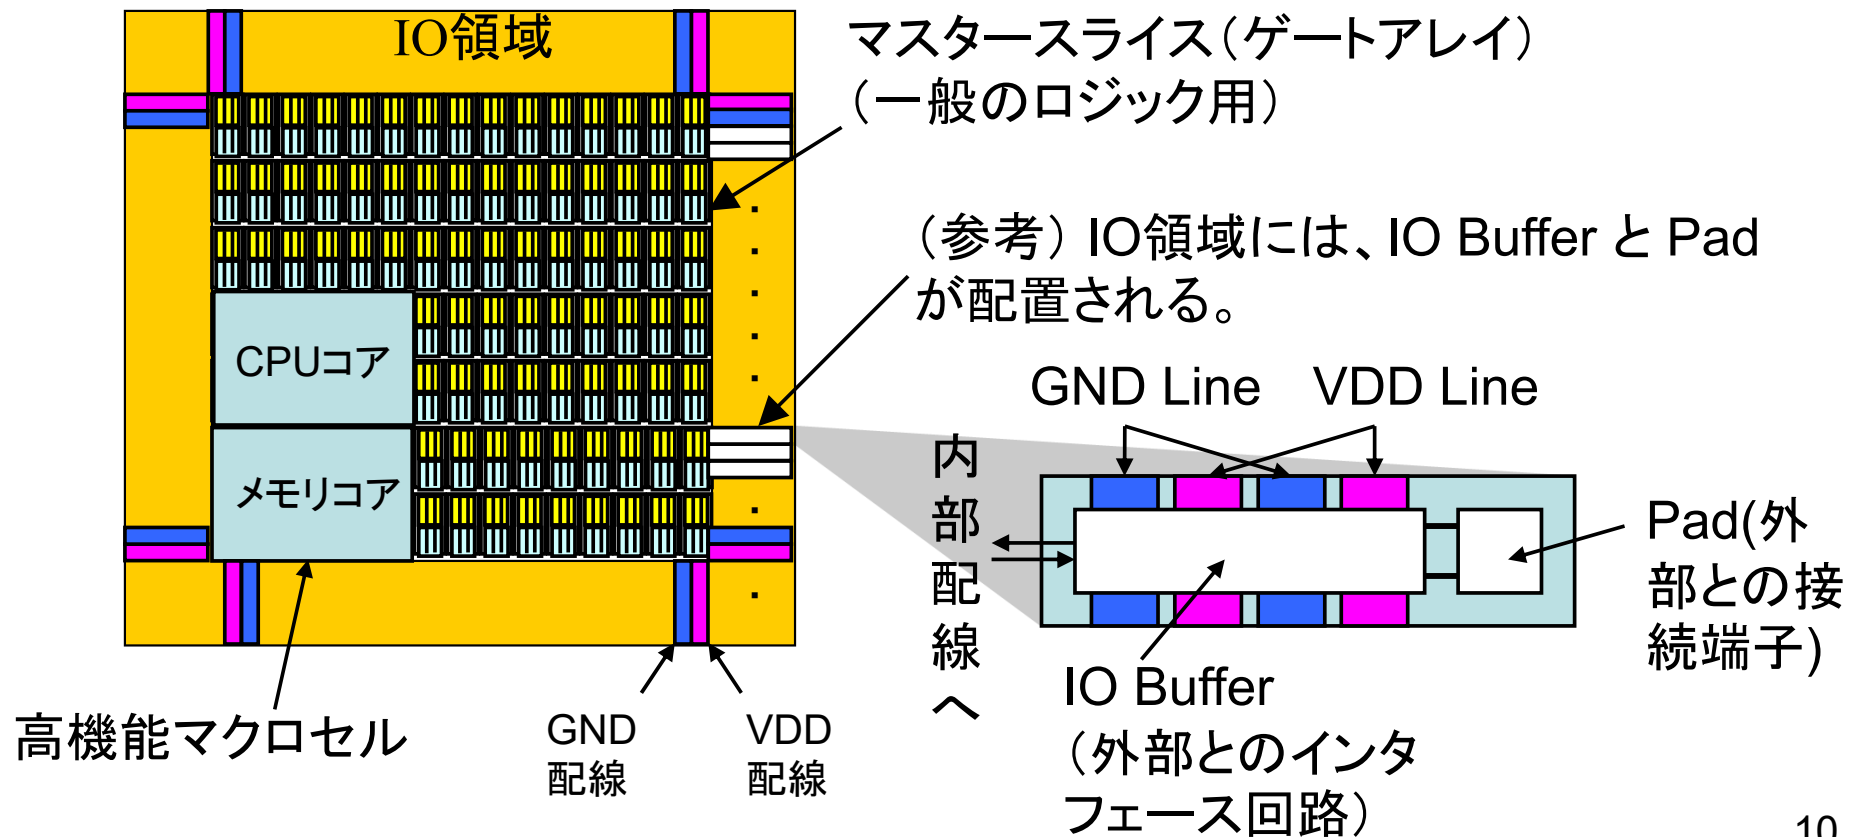 IO領域
マスタースライス（ゲートアレイ）
（一般のロジック用）
（参考）IO領域には、IO Buffer と Pad
が配置される。
CPUコア
メモリコア
GND Line
VDD Line
内部配線へ
Pad(外
部との接
続端子)
IO Buffer
（外部とのインタ
フェース回路）
高機能マクロセル
GND
配線
VDD
配線
10